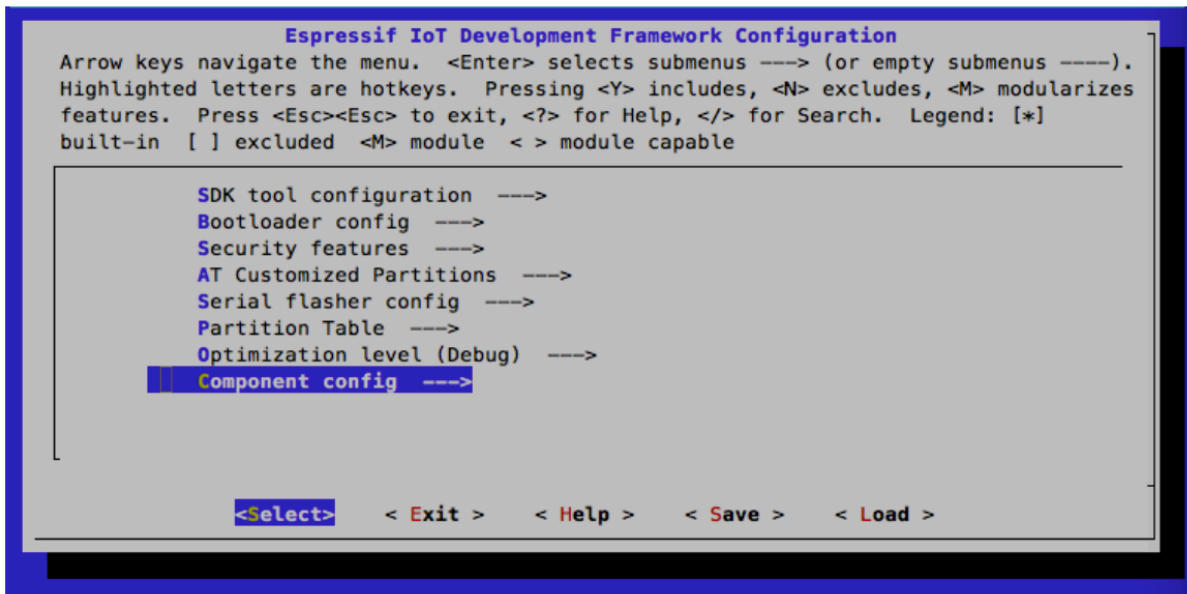 Espressif IoT Development Framework Configuration
Arrow keys navigate the menu.  <Enter> selects submenus ---> (or empty submenus ----).
Highlighted letters are hotkeys.  Pressing <Y> includes, <N> excludes, <M> modularizes
features.  Press <Esc><Esc> to exit, <?> for Help, </> for Search.  Legend: [*]
built-in  [ ] excluded  <M> module  < > module capable
SDK tool configuration  --->
Bootloader config  --->
Security features  --->
AT Customized Partitions  --->
Serial flasher config  --->
Partition Table  --->
Optimization level (Debug)  --->
Component config  --->
<Select>    < Exit >    < Help >    < Save >    < Load >